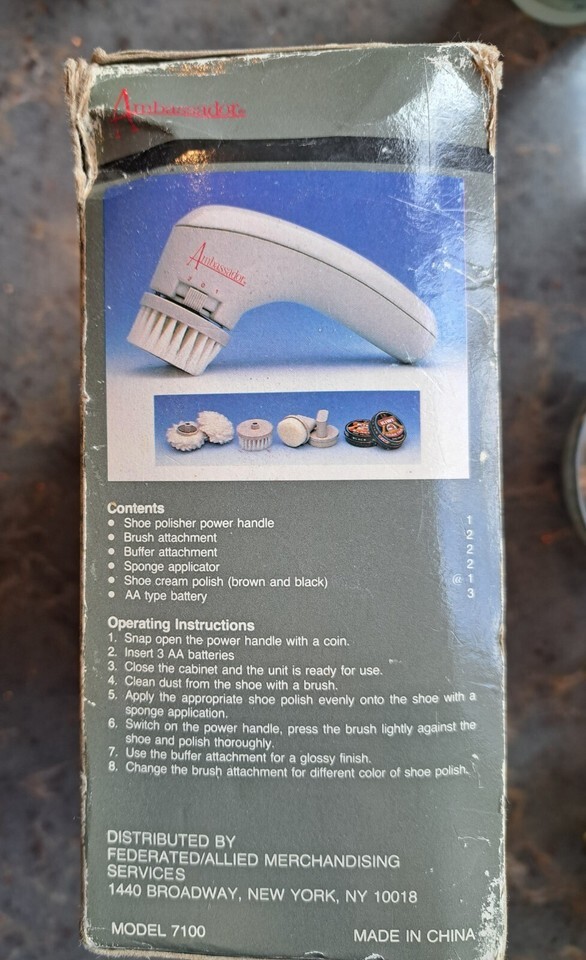 Ambassador
Ambassador
Contents
• Shoe polisher power handle 1
• Brush attachment 2
• Buffer attachment 2
• Sponge applicator 2
• Shoe cream polish (brown and black) @ 1
• AA type battery 3
Operating Instructions
1. Snap open the power handle with a coin.
2. Insert 3 AA batteries
3. Close the cabinet and the unit is ready for use.
4. Clean dust from the shoe with a brush.
5. Apply the appropriate shoe polish evenly onto the shoe with a
sponge application.
6. Switch on the power handle, press the brush lightly against the
shoe and polish thoroughly.
7. Use the buffer attachment for a glossy finish.
8. Change the brush attachment for different color of shoe polish.
DISTRIBUTED BY
FEDERATED/ALLIED MERCHANDISING
SERVICES
1440 BROADWAY, NEW YORK, NY 10018
MODEL 7100 MADE IN CHINA